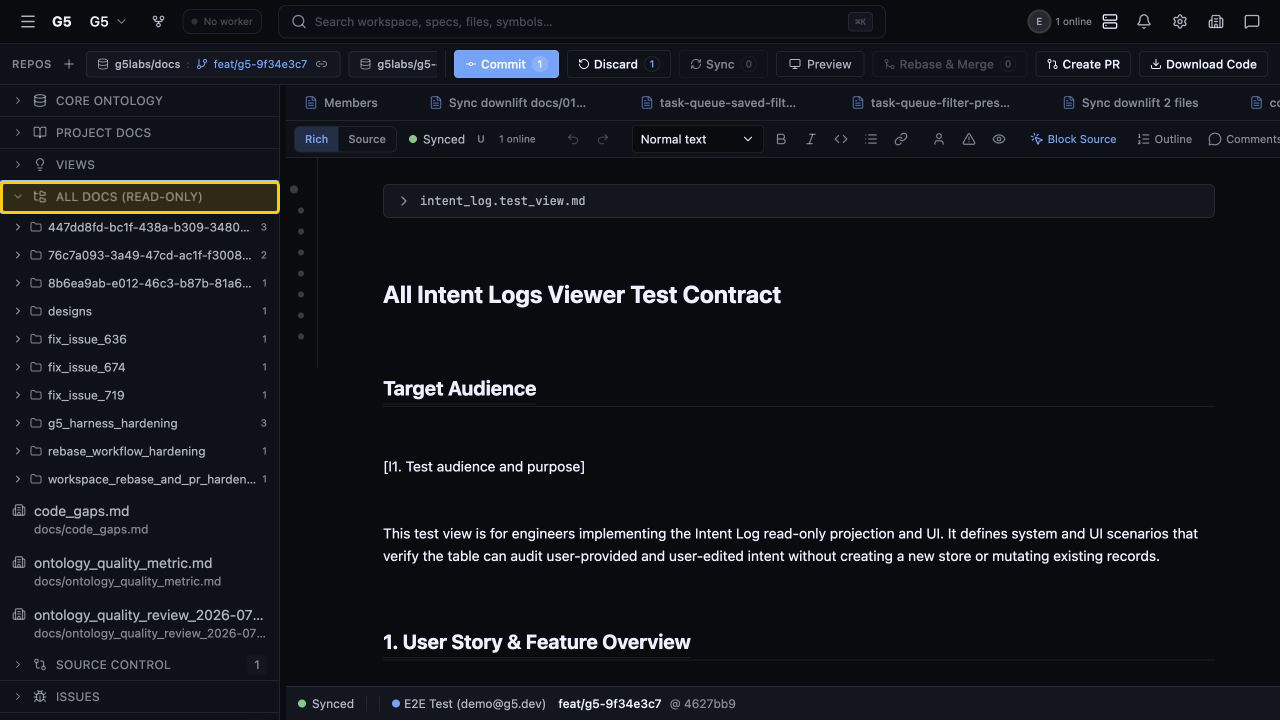 G5 G5 No worker Search workspace, specs, files, symbols... ⌘K E 1 online
REPOS + g5labs/docs : feat/g5-9f34e3c7 g5labs/g5- Commit 1 Discard 1 Sync 0 Preview Rebase & Merge 0 Create PR Download Code
CORE ONTOLOGY
PROJECT DOCS
VIEWS
ALL DOCS (READ-ONLY)
447dd8fd-bc1f-438a-b309-3480... 3
76c7a093-3a49-47cd-ac1f-f3008... 2
8b6ea9ab-e012-46c3-b87b-81a6... 1
designs 1
fix_issue_636 1
fix_issue_674 1
fix_issue_719 1
g5_harness_hardening 3
rebase_workflow_hardening 1
workspace_rebase_and_pr_harden... 1
code_gaps.md
docs/code_gaps.md
ontology_quality_metric.md
docs/ontology_quality_metric.md
ontology_quality_review_2026-07...
docs/ontology_quality_review_2026-07...
SOURCE CONTROL 1
ISSUES
Members Sync downlift docs/01... task-queue-saved-filt... task-queue-filter-pres... Sync downlift 2 files co
Rich Source Synced U 1 online Normal text B I Block Source Outline Comments
intent_log.test_view.md
All Intent Logs Viewer Test Contract
Target Audience
[I1. Test audience and purpose]
This test view is for engineers implementing the Intent Log read-only projection and UI. It defines system and UI scenarios that
verify the table can audit user-provided and user-edited intent without creating a new store or mutating existing records.
1. User Story & Feature Overview
Synced E2E Test (demo@g5.dev) feat/g5-9f34e3c7 @ 4627bb9